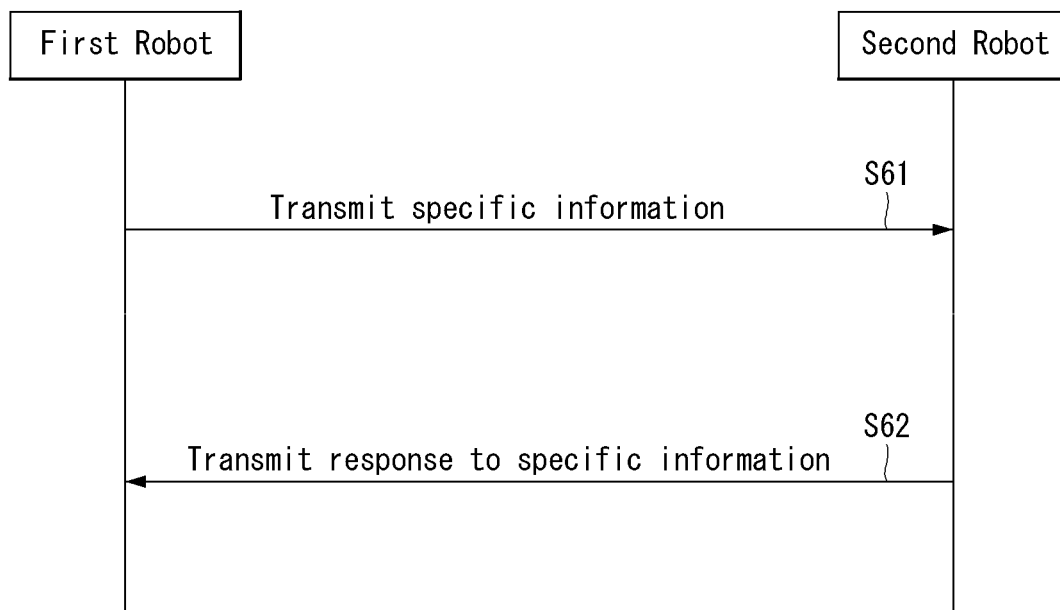 First Robot
Second Robot
S61
Transmit specific information
S62
Transmit response to specific information